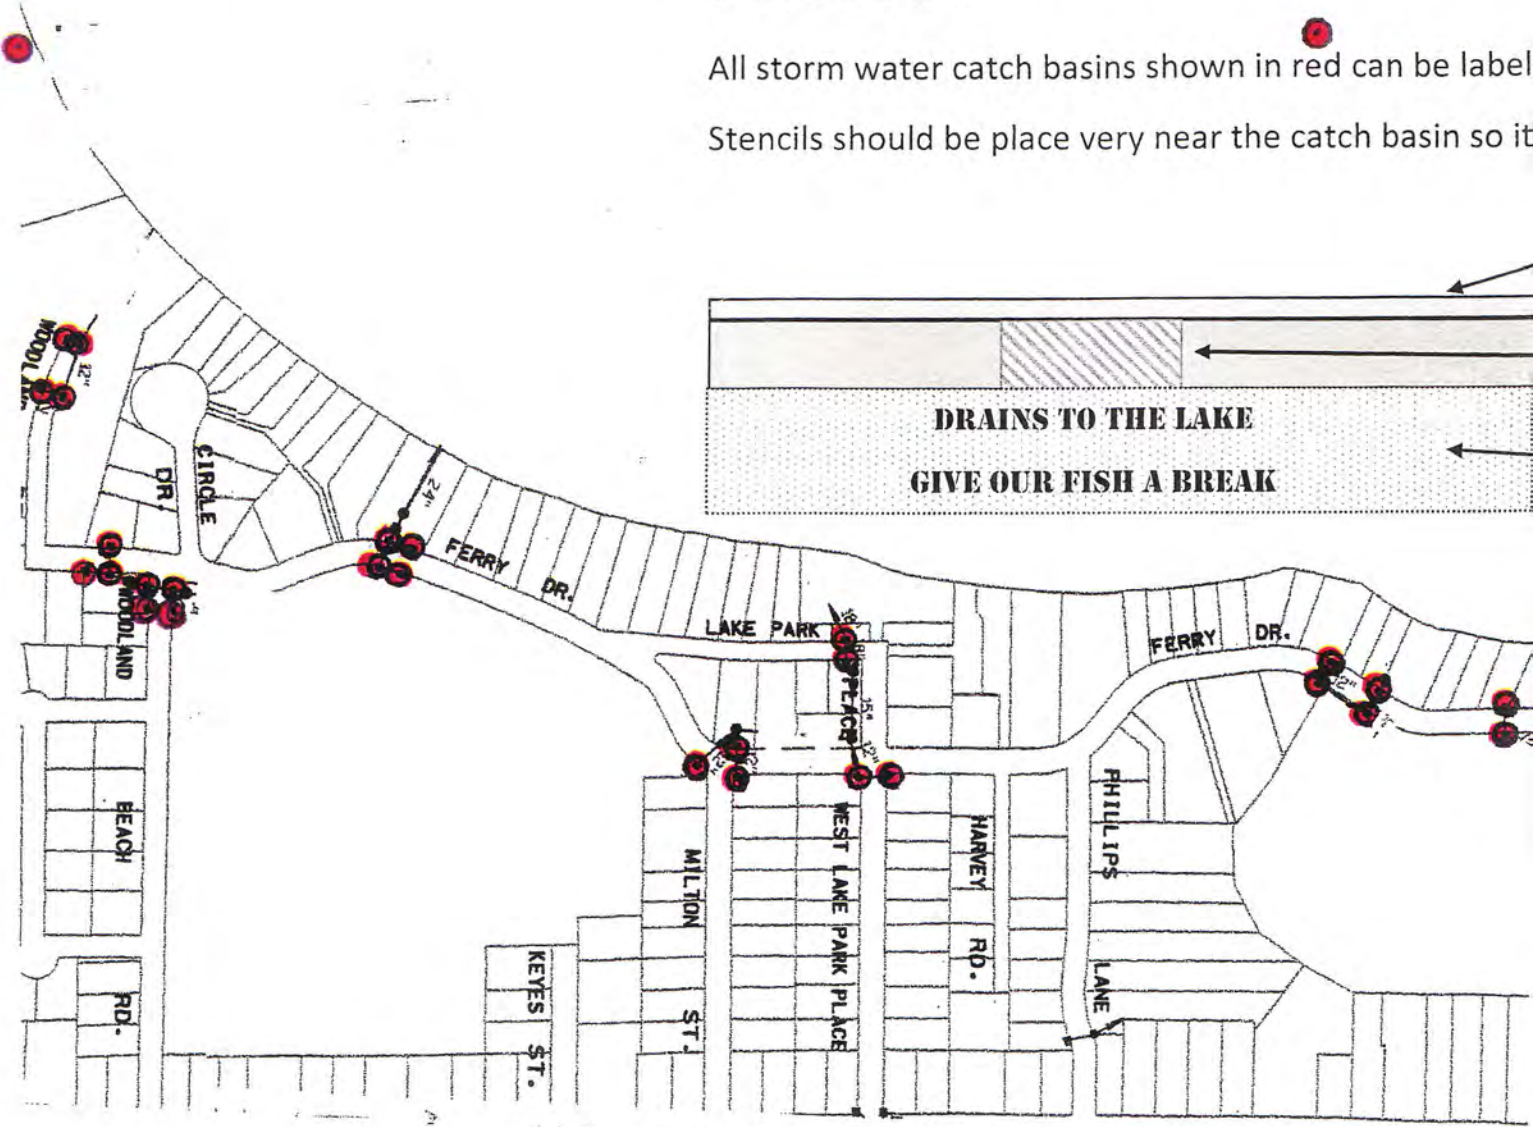 All storm water catch basins shown in red can be label
Stencils should be place very near the catch basin so it
DRAINS TO THE LAKE
GIVE OUR FISH A BREAK
12"
CIRCLE
DR.
24"
FERRY DR.
WOODLAND
BEACH
RD.
LAKE PARK
PLACE
15"
12"
FERRY DR.
12"
MILTON
ST.
KEYES ST.
WEST LAKE PARK PLACE
HARVEY
RD.
PHILLIPS
LANE